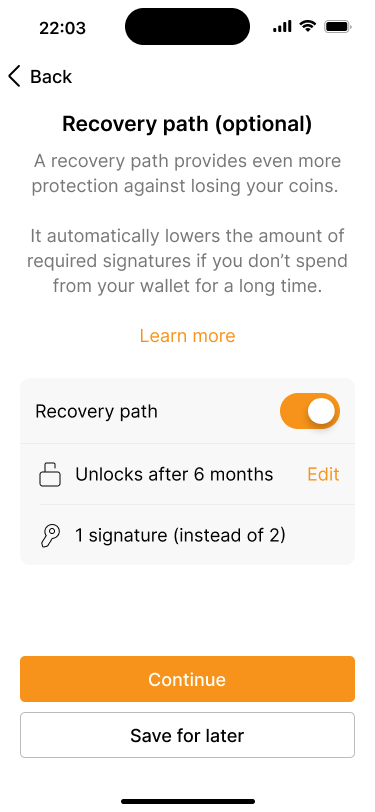 22:03
Back
Recovery path (optional)
A recovery path provides even more
protection against losing your coins.
It automatically lowers the amount of
required signatures if you don’t spend
from your wallet for a long time.
Learn more
Recovery path
Unlocks after 6 months Edit
1 signature (instead of 2)
Continue
Save for later